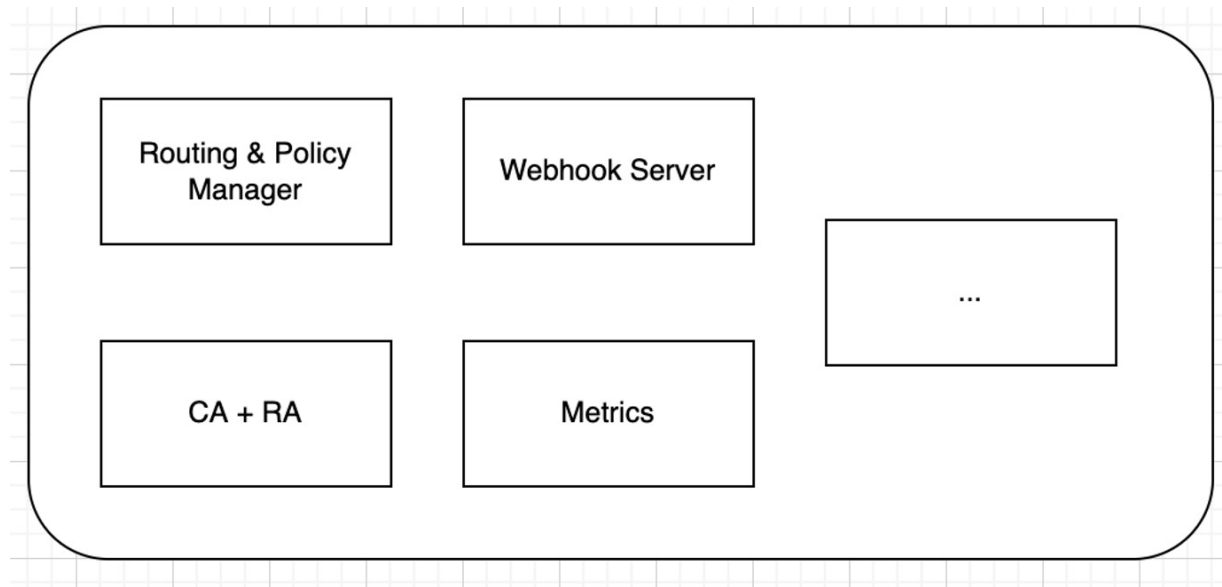 Routing & Policy
Manager
Webhook Server
...
CA + RA
Metrics